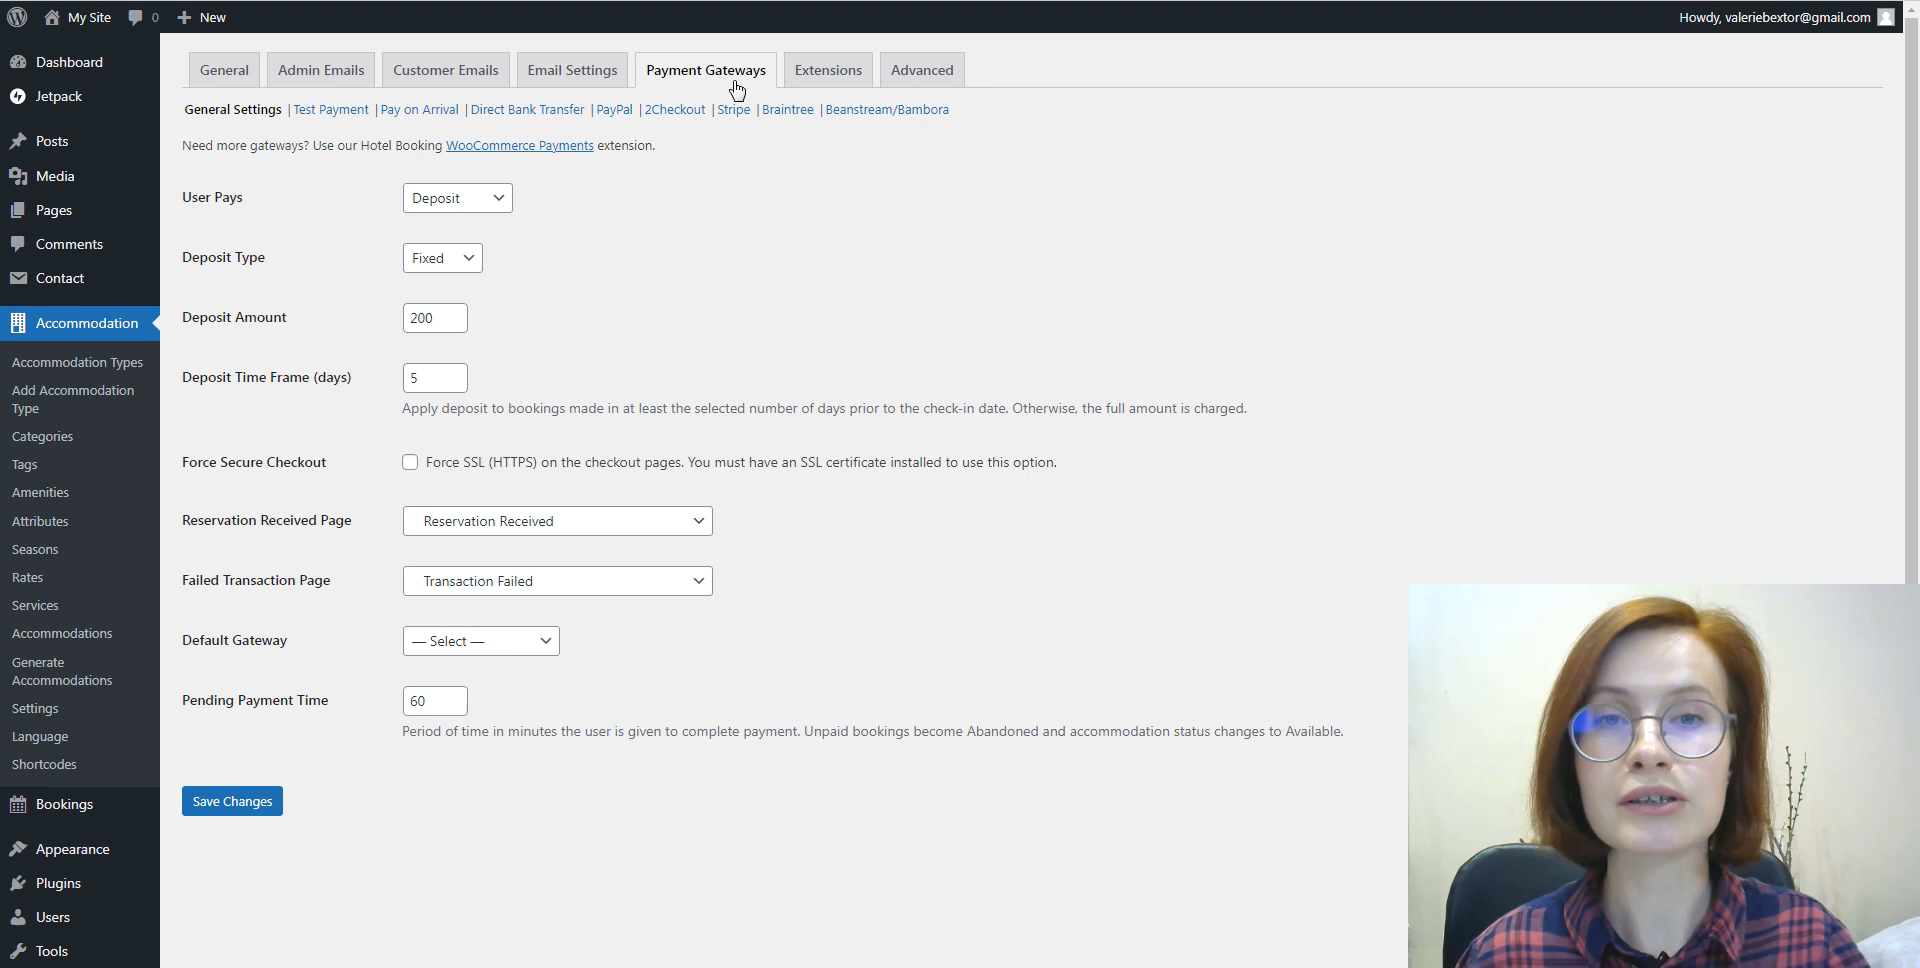 My Site 0 New Howdy, valeriebextor@gmail.com
Dashboard
Jetpack
Posts
Media
Pages
Comments
Contact
Accommodation
Accommodation Types
Add Accommodation
Type
Categories
Tags
Amenities
Attributes
Seasons
Rates
Services
Accommodations
Generate
Accommodations
Settings
Language
Shortcodes
Bookings
Appearance
Plugins
Users
Tools
General Admin Emails Customer Emails Email Settings Payment Gateways Extensions Advanced
General Settings | Test Payment | Pay on Arrival | Direct Bank Transfer | PayPal | 2Checkout | Stripe | Braintree | Beanstream/Bambora
Need more gateways? Use our Hotel Booking WooCommerce Payments extension.
User Pays Deposit
Deposit Type Fixed
Deposit Amount 200
Deposit Time Frame (days) 5
Apply deposit to bookings made in at least the selected number of days prior to the check-in date. Otherwise, the full amount is charged.
Force Secure Checkout Force SSL (HTTPS) on the checkout pages. You must have an SSL certificate installed to use this option.
Reservation Received Page Reservation Received
Failed Transaction Page Transaction Failed
Default Gateway — Select —
Pending Payment Time 60
Period of time in minutes the user is given to complete payment. Unpaid bookings become Abandoned and accommodation status changes to Available.
Save Changes